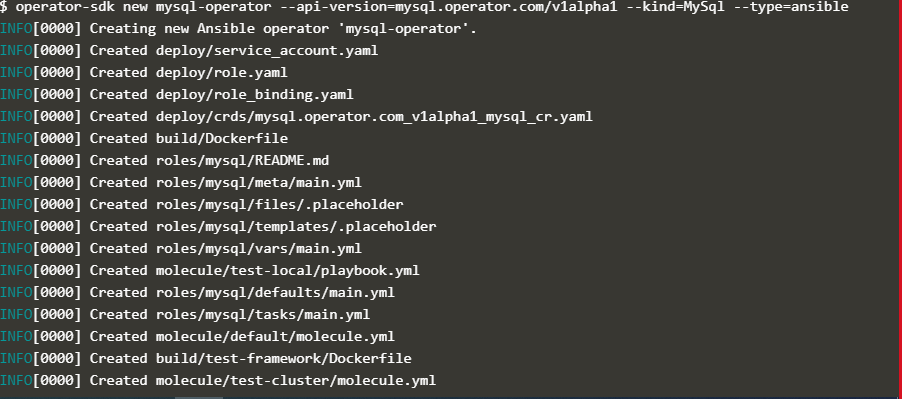 $ operator-sdk new mysql-operator --api-version=mysql.operator.com/v1alpha1 --kind=MySql --type=ansible
INFO[0000] Creating new Ansible operator 'mysql-operator'.
INFO[0000] Created deploy/service_account.yaml
INFO[0000] Created deploy/role.yaml
INFO[0000] Created deploy/role_binding.yaml
INFO[0000] Created deploy/crds/mysql.operator.com_v1alpha1_mysql_cr.yaml
INFO[0000] Created build/Dockerfile
INFO[0000] Created roles/mysql/README.md
INFO[0000] Created roles/mysql/meta/main.yml
INFO[0000] Created roles/mysql/files/.placeholder
INFO[0000] Created roles/mysql/templates/.placeholder
INFO[0000] Created roles/mysql/vars/main.yml
INFO[0000] Created molecule/test-local/playbook.yml
INFO[0000] Created roles/mysql/defaults/main.yml
INFO[0000] Created roles/mysql/tasks/main.yml
INFO[0000] Created molecule/default/molecule.yml
INFO[0000] Created build/test-framework/Dockerfile
INFO[0000] Created molecule/test-cluster/molecule.yml